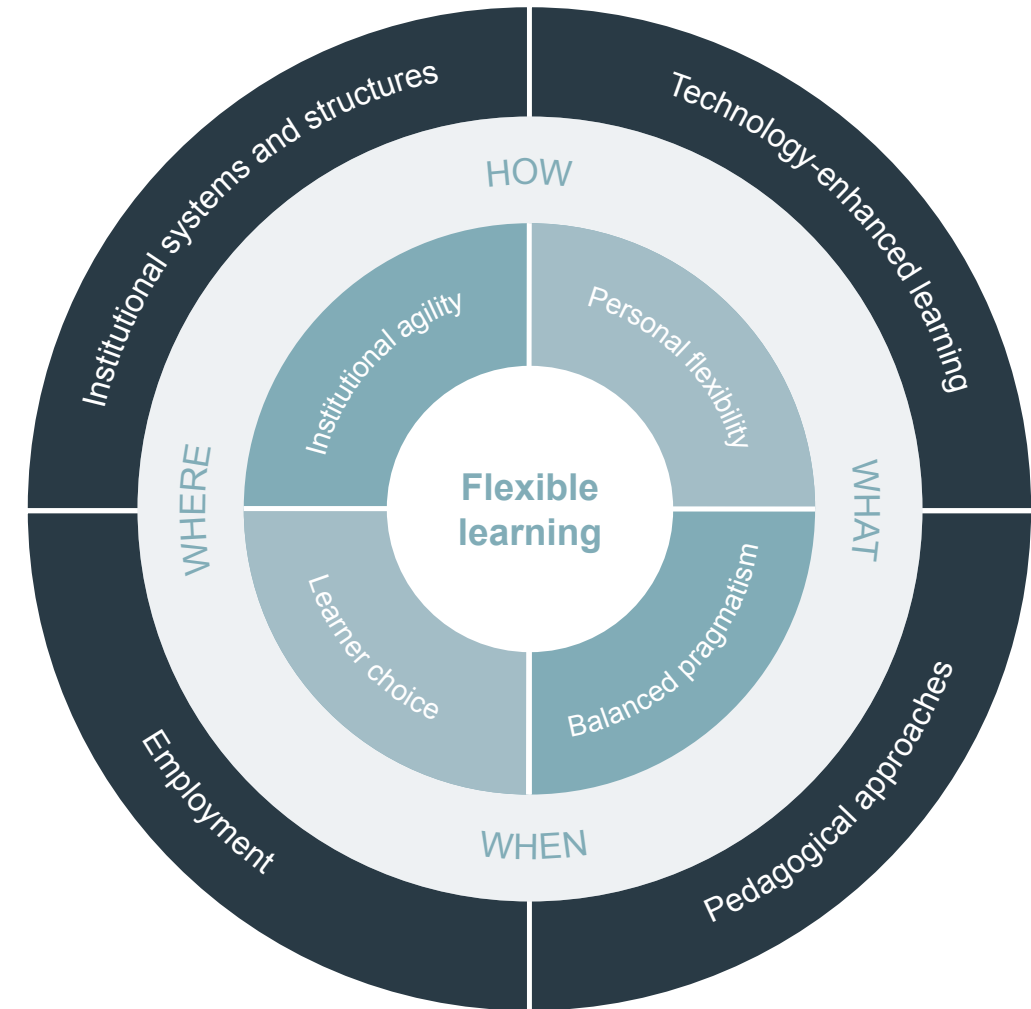 Institutional systems and structures
Technology-enhanced learning
HOW
Institutional agility
Personal flexibility
WHERE
Flexible
learning
WHAT
Learner choice
Balanced pragmatism
WHEN
Employment
Pedagogical approaches